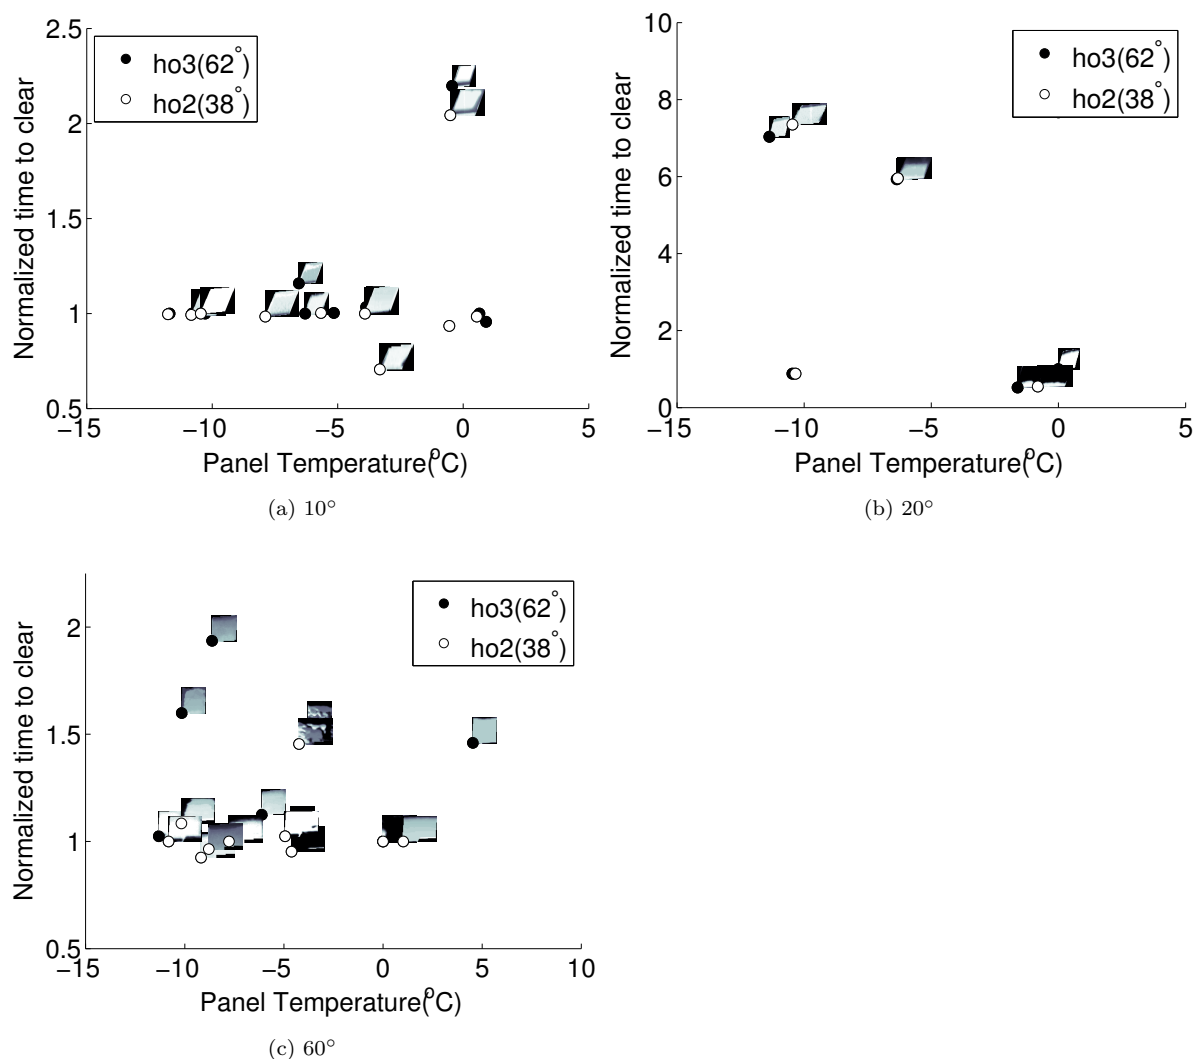 2.5
2
1.5
1
0.5
Normalized time to clear
ho3(62°)
ho2(38°)
−15
−10
−5
0
5
Panel Temperature(°C)
(a) 10°
10
8
6
4
2
0
Normalized time to clear
ho3(62°)
ho2(38°)
−15
−10
−5
0
5
Panel Temperature(°C)
(b) 20°
2
1.5
1
0.5
Normalized time to clear
ho3(62°)
ho2(38°)
−15
−10
−5
0
5
10
Panel Temperature(°C)
(c) 60°